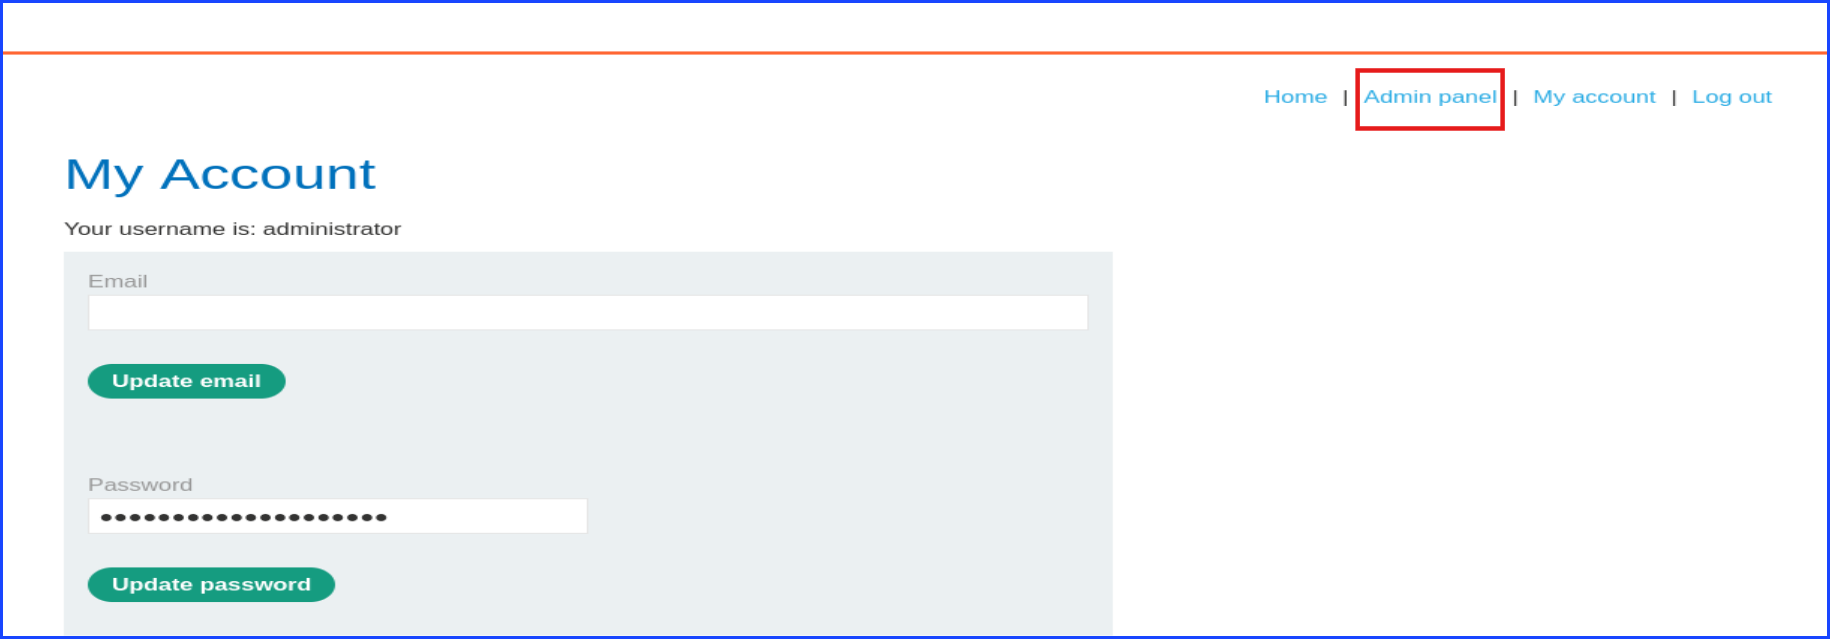 Home | Admin panel | My account | Log out
My Account
Your username is: administrator
Email
Update email
Password
•••••••••••••••••••• 
Update password